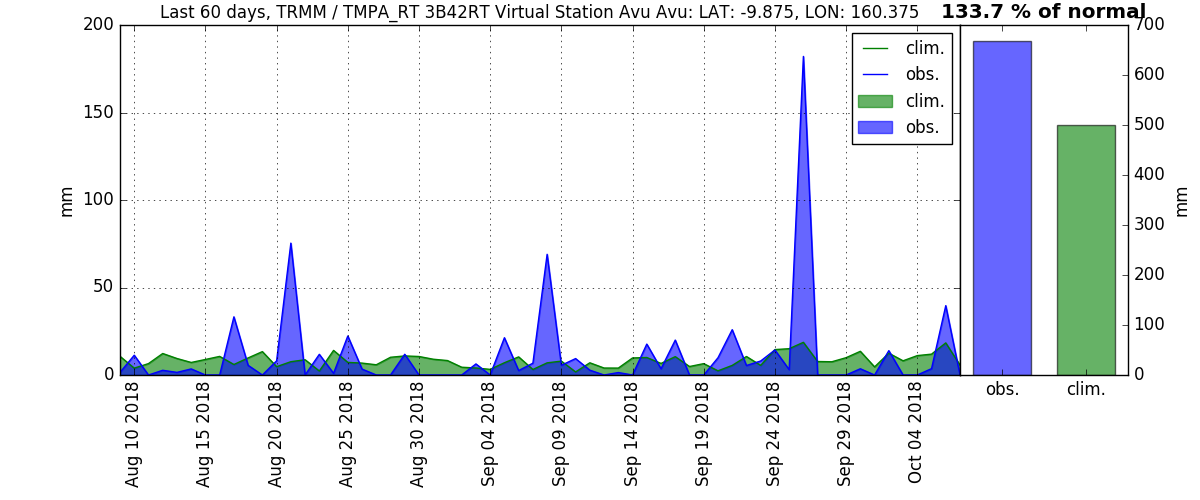 Last 60 days, TRMM / TMPA_RT 3B42RT Virtual Station Avu Avu: LAT: -9.875, LON: 160.375
133.7 % of normal
200
150
100
50
0
mm
clim.
obs.
clim.
obs.
700
600
500
400
300
200
100
0
mm
obs.
clim.
Aug 10 2018
Aug 15 2018
Aug 20 2018
Aug 25 2018
Aug 30 2018
Sep 04 2018
Sep 09 2018
Sep 14 2018
Sep 19 2018
Sep 24 2018
Sep 29 2018
Oct 04 2018